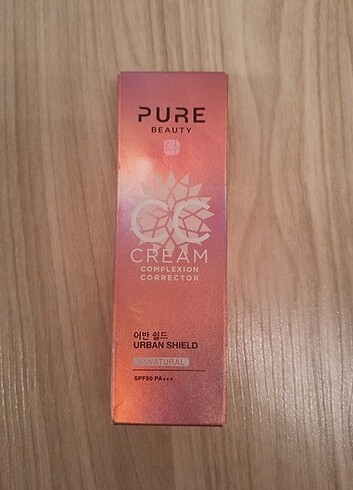 PURE
BEAUTY
CC
CREAM
COMPLEXION
CORRECTOR
어반 쉴드
URBAN SHIELD
NATURAL
SPF50 PA+++